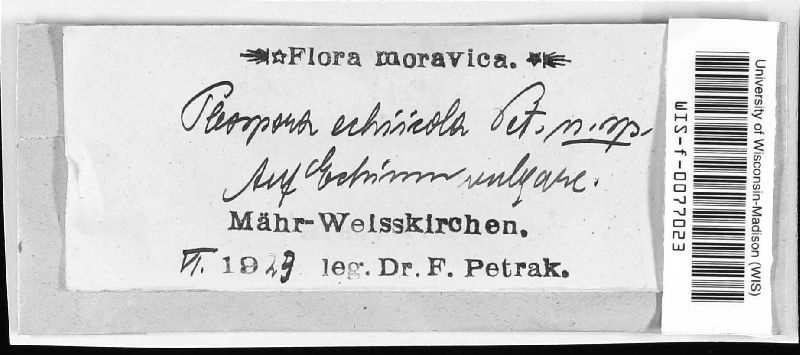 Flora moravica.
Pleospora echiicola Pet. n. sp.
Auf Echium vulgare.
Mähr-Weisskirchen.
VI. 1923 leg. Dr. F. Petrak.
University of Wisconsin-Madison (WIS)
WIS-f-0077023